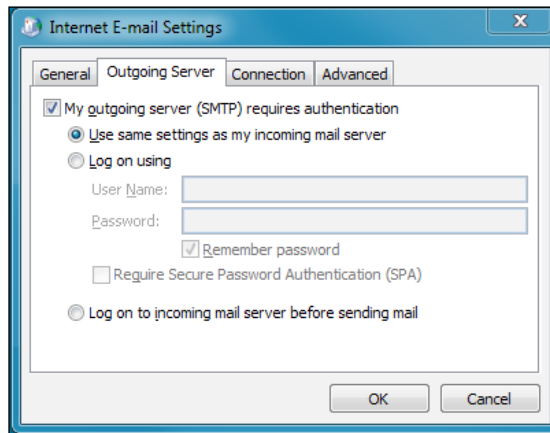 Internet E-mail Settings
X
General Outgoing Server Connection Advanced
My outgoing server (SMTP) requires authentication
Use same settings as my incoming mail server
Log on using
User Name:
Password:
Remember password
Require Secure Password Authentication (SPA)
Log on to incoming mail server before sending mail
OK Cancel